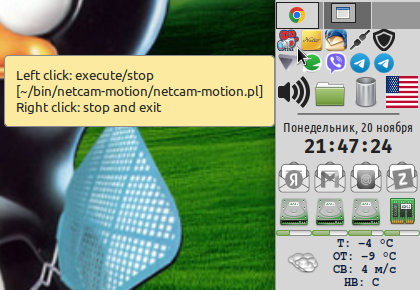 Left click: execute/stop
[~/bin/netcam-motion/netcam-motion.pl]
Right click: stop and exit
Понедельник, 20 ноября
21:47:24
Я
M
@
Z
Т: -4 °C
ОТ: -9 °C
СВ: 4 м/с
НВ: С